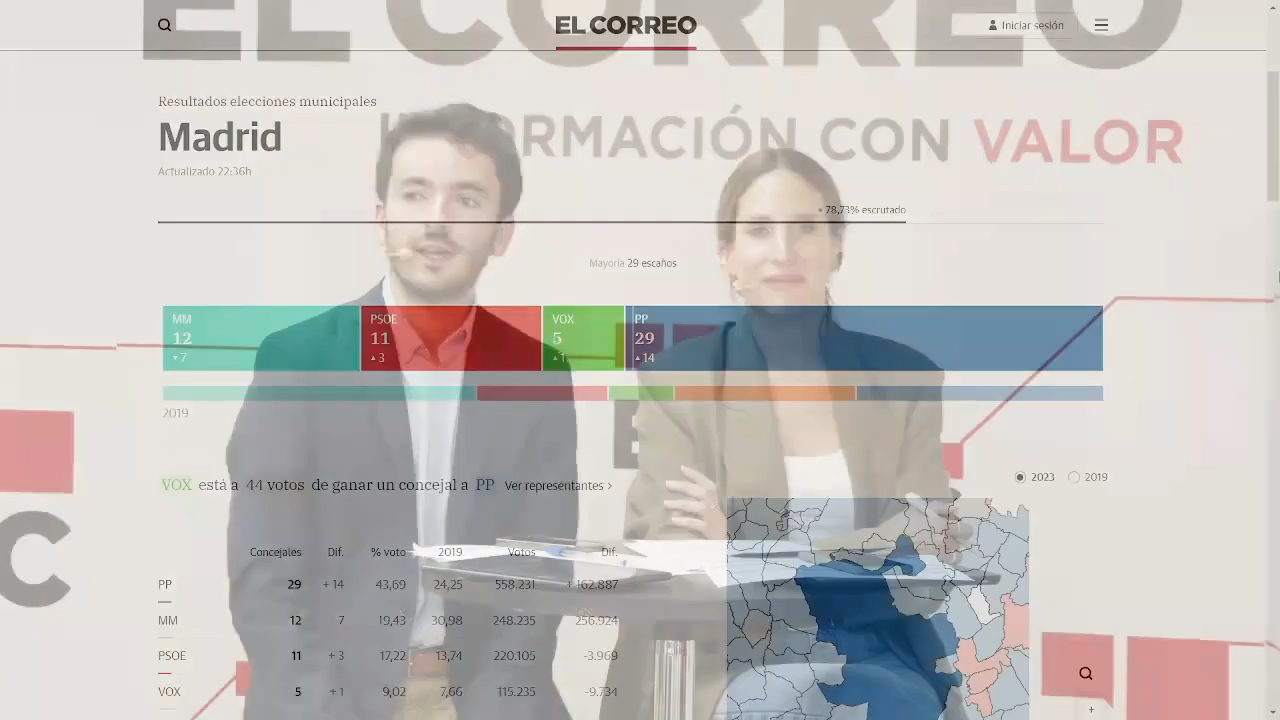 EL CORREO
EL CORREO
Iniciar sesión
Resultados elecciones municipales
Madrid
Actualizado 22:36h
INFORMACIÓN CON VALOR
78,73% escrutado
Mayoría 29 escaños
MM PSOE VOX PP
12 11 5 29
7 3 1 14
2019
VOX está a 44 votos de ganar un concejal a PP Ver representantes >
2023 2019
Concejales Dif. % voto 2019 Votos Dif.
PP 29 + 14 43,69 24,25 558.231 + 162.887
MM 12 7 19,43 30,98 248.235 256.924
PSOE 11 + 3 17,22 13,74 220.105 -3.969
VOX 5 + 1 9,02 7,66 115.235 -9.734
+
C
E